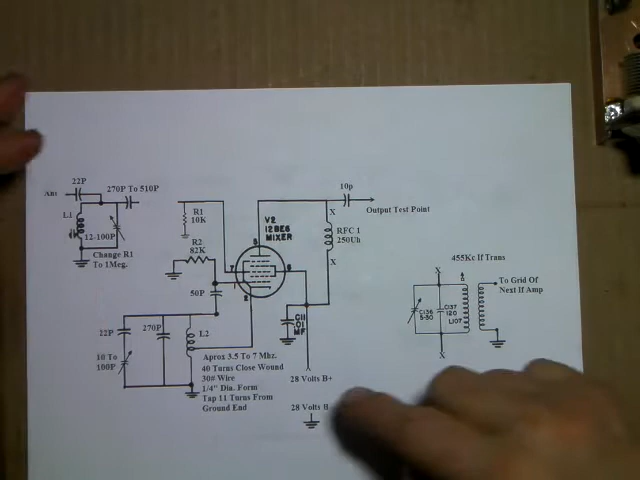 22P
Ant
270P To 510P
L1
12-100P
Change R1
To 1Meg.
R1
10K
R2
82K
50P
7
1
2
5
6
V2
12BE6
MIXER
10p
Output Test Point
X
RFC 1
250Uh
X
22P
270P
L2
10 To
100P
C11
.01
MF
Aprox 3.5 To 7 Mhz.
40 Turns Close Wound
30# Wire
1/4" Dia. Form
Tap 11 Turns From
Ground End
28 Volts B+
28 Volts
455Kc If Trans
X
C136
5-30
C137
120
L107
To Grid Of
Next If Amp
X